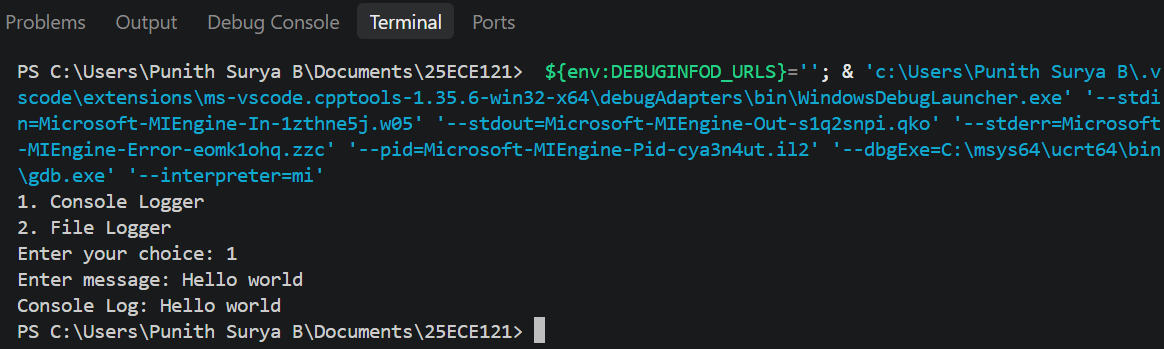 Problems Output Debug Console Terminal Ports
PS C:\Users\Punith Surya B\Documents\25ECE121>  ${env:DEBUGINFOD_URLS}=''; & 'c:\Users\Punith Surya B\.v
scode\extensions\ms-vscode.cpptools-1.35.6-win32-x64\debugAdapters\bin\WindowsDebugLauncher.exe' '--stdi
n=Microsoft-MIEngine-In-1zthne5j.w05' '--stdout=Microsoft-MIEngine-Out-s1q2snpi.qko' '--stderr=Microsoft
-MIEngine-Error-eomk1ohq.zzc' '--pid=Microsoft-MIEngine-Pid-cya3n4ut.il2' '--dbgExe=C:\msys64\ucrt64\bin
\gdb.exe' '--interpreter=mi'
1. Console Logger
2. File Logger
Enter your choice: 1
Enter message: Hello world
Console Log: Hello world
PS C:\Users\Punith Surya B\Documents\25ECE121>